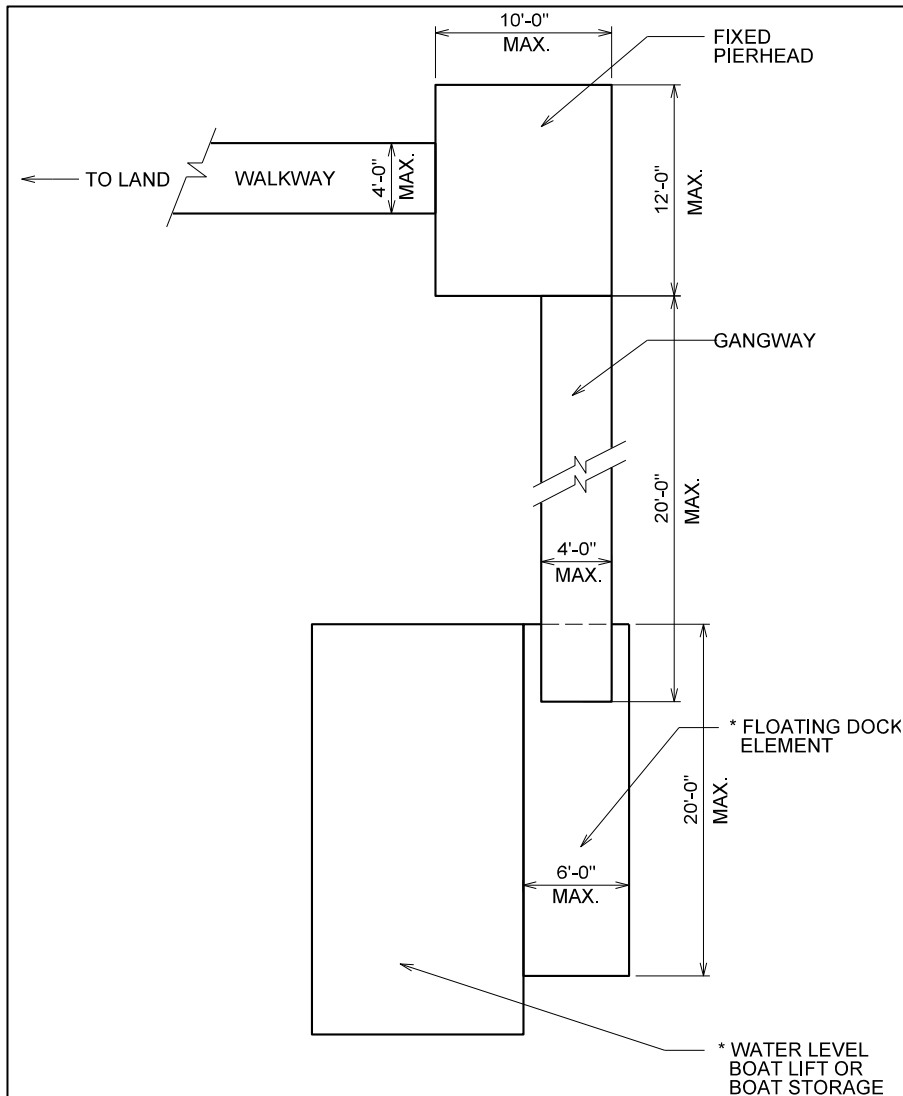 10'-0"
MAX.
FIXED
PIERHEAD
TO LAND
WALKWAY
4'-0"
MAX.
12'-0"
MAX.
GANGWAY
20'-0"
MAX.
4'-0"
MAX.
* FLOATING DOCK
ELEMENT
20'-0"
MAX.
6'-0"
MAX.
* WATER LEVEL
BOAT LIFT OR
BOAT STORAGE